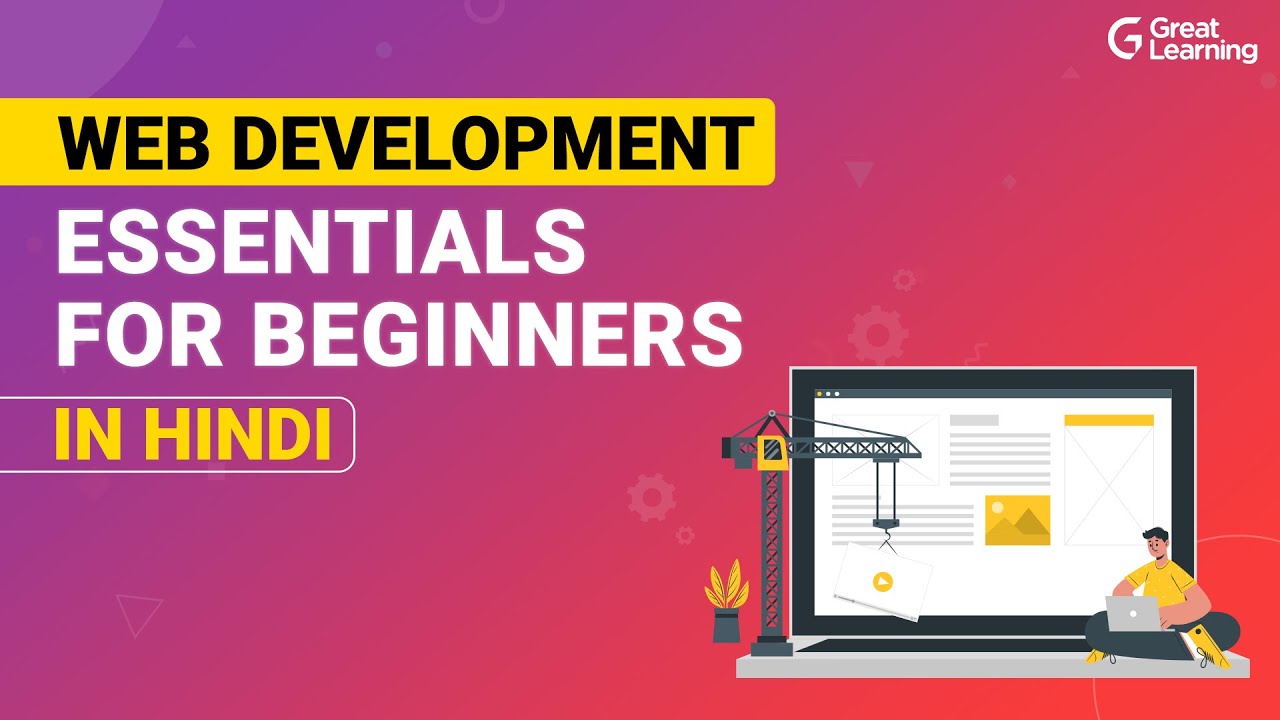 Great
Learning
WEB DEVELOPMENT
ESSENTIALS
FOR BEGINNERS
IN HINDI